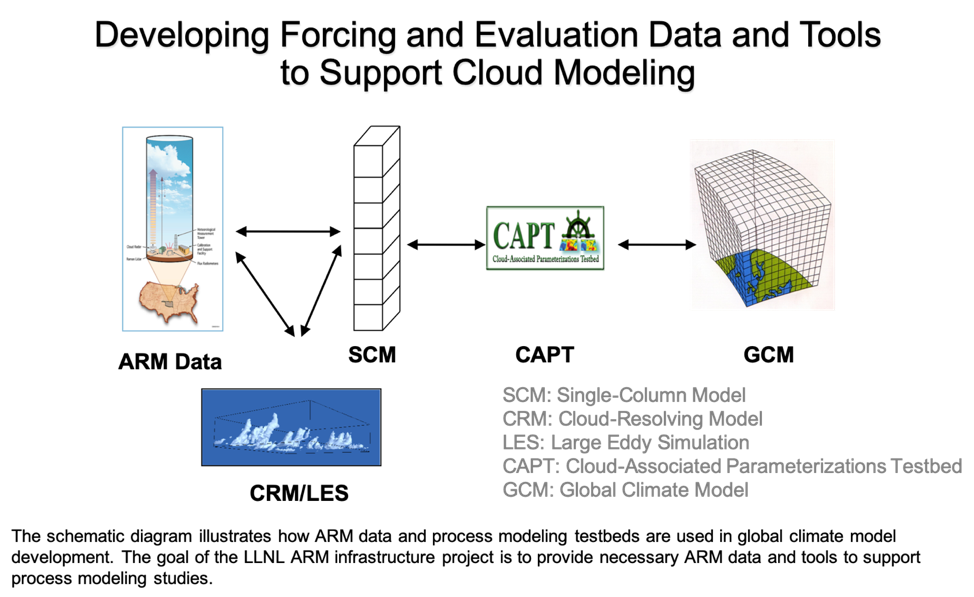 Developing Forcing and Evaluation Data and Tools
to Support Cloud Modeling
CAPT
Cloud-Associated Parameterizations Testbed
ARM Data
SCM
CAPT
GCM
CRM/LES
SCM: Single-Column Model
CRM: Cloud-Resolving Model
LES: Large Eddy Simulation
CAPT: Cloud-Associated Parameterizations Testbed
GCM: Global Climate Model
The schematic diagram illustrates how ARM data and process modeling testbeds are used in global climate model
development. The goal of the LLNL ARM infrastructure project is to provide necessary ARM data and tools to support
process modeling studies.